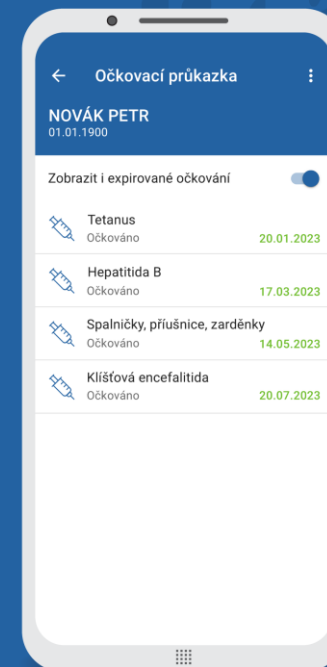 Očkovací průkazka
NOVÁK PETR
01.01.1900
Zobrazit i expirované očkování
Tetanus
Očkováno 20.01.2023
Hepatitida B
Očkováno 17.03.2023
Spalničky, příušnice, zarděnky
Očkováno 14.05.2023
Klíšťová encefalitida
Očkováno 20.07.2023